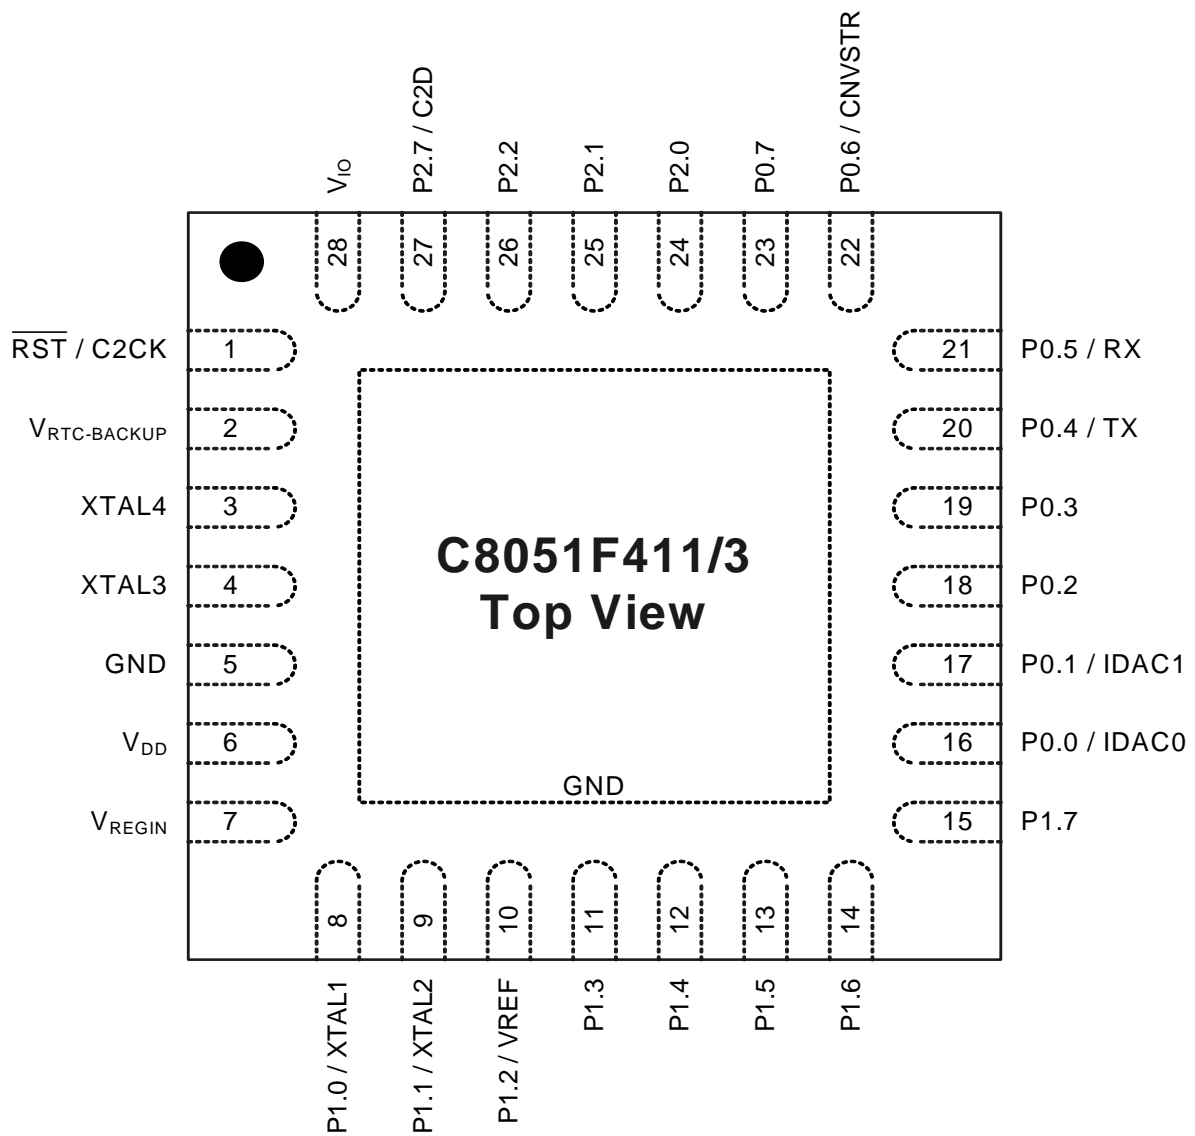 VIO
P2.7 / C2D
P2.2
P2.1
P2.0
P0.7
P0.6 / CNVSTR
28
27
26
25
24
23
22
RST / C2CK
1
21
P0.5 / RX
VRTC-BACKUP
2
20
P0.4 / TX
XTAL4
3
19
P0.3
XTAL3
4
18
P0.2
C8051F411/3
Top View
GND
5
17
P0.1 / IDAC1
VDD
6
16
P0.0 / IDAC0
GND
VREGIN
7
15
P1.7
8
9
10
11
12
13
14
P1.0 / XTAL1
P1.1 / XTAL2
P1.2 / VREF
P1.3
P1.4
P1.5
P1.6